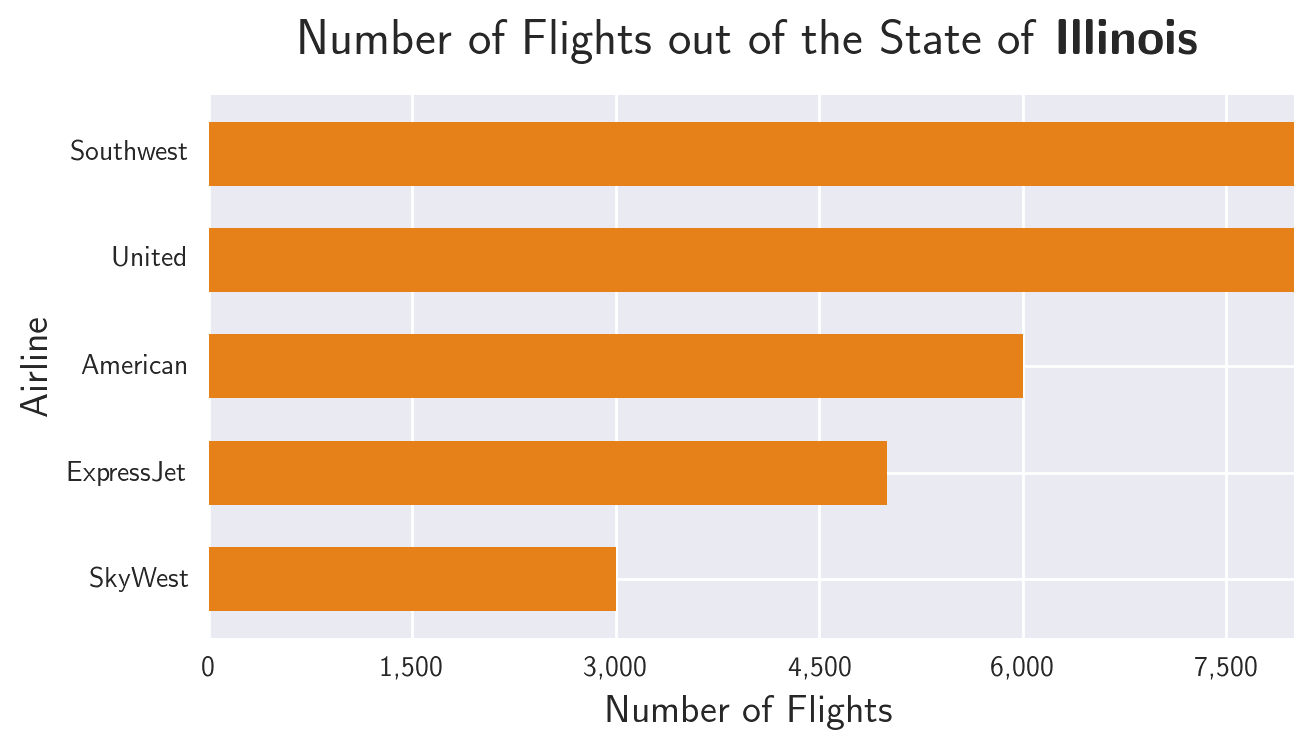 Number of Flights out of the State of Illinois
Southwest
United
American
ExpressJet
SkyWest
Airline
0 1,500 3,000 4,500 6,000 7,500
Number of Flights